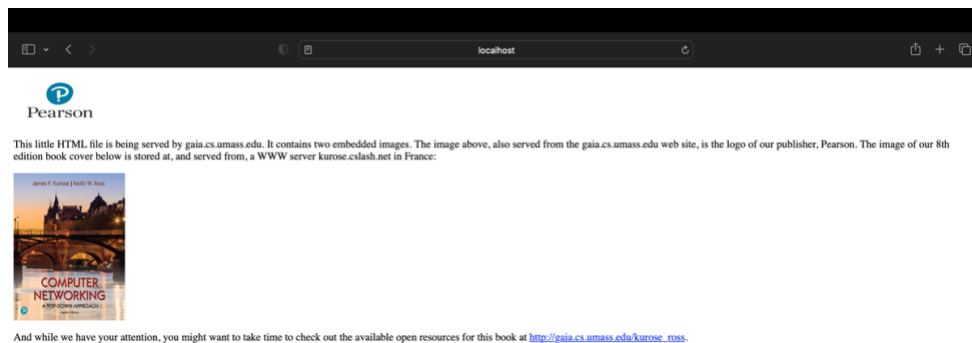 localhost
Pearson
This little HTML file is being served by gaia.cs.umass.edu. It contains two embedded images. The image above, also served from the gaia.cs.umass.edu web site, is the logo of our publisher, Pearson. The image of our 8th
edition book cover below is stored at, and served from, a WWW server kurose.cslash.net in France:
James F. Kurose | Keith W. Ross
COMPUTER
NETWORKING
A TOP-DOWN APPROACH
And while we have your attention, you might want to take time to check out the available open resources for this book at http://gaia.cs.umass.edu/kurose_ross.